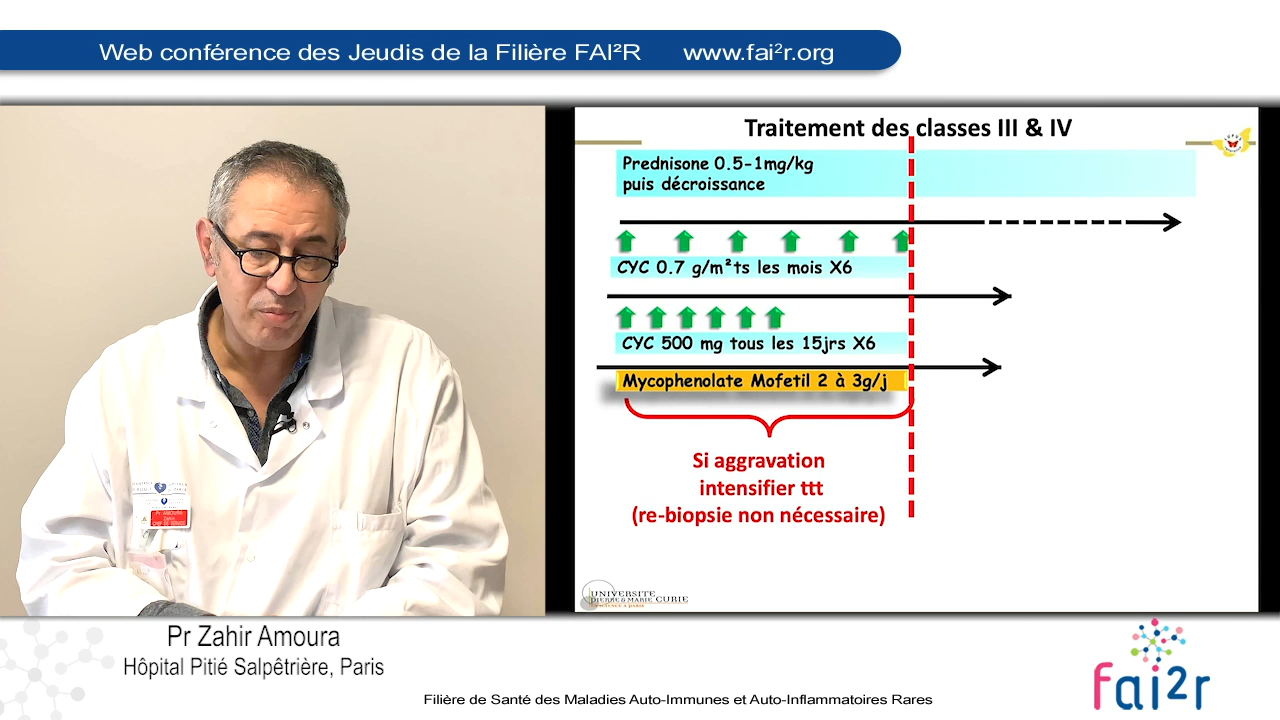 Web conférence des Jeudis de la Filière FAI²R www.fai²r.org
Traitement des classes III & IV
Prednisone 0.5-1mg/kg
puis décroissance
CYC 0.7 g/m²ts les mois X6
CYC 500 mg tous les 15jrs X6
Mycophenolate Mofetil 2 à 3g/j
Si aggravation
intensifier ttt
(re-biopsie non nécessaire)
UNIVERSITE
PIERRE & MARIE CURIE
Pr AMOURA
Pr Zahir Amoura
Hôpital Pitié Salpêtrière, Paris
fai2r
Filière de Santé des Maladies Auto-Immunes et Auto-Inflammatoires Rares